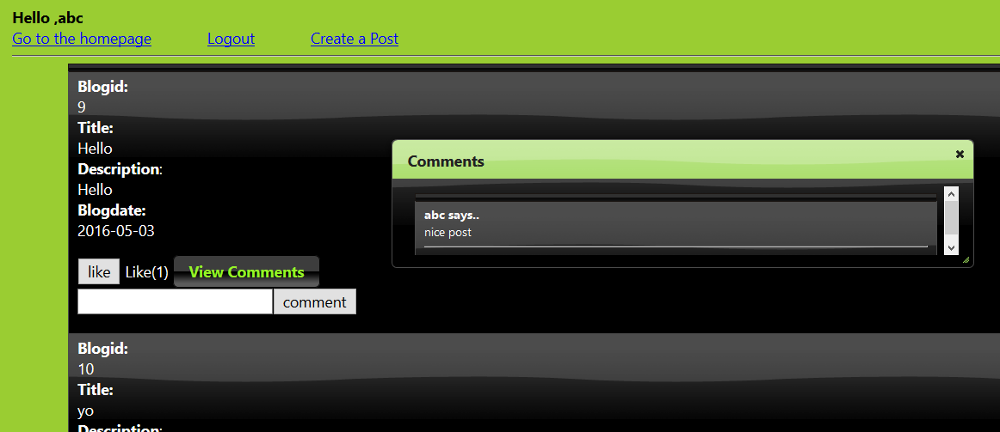 Hello ,abc
Go to the homepage Logout Create a Post
Blogid:
9
Title:
Hello
Description:
Hello
Blogdate:
2016-05-03
like Like(1) View Comments
comment
Comments
abc says..
nice post
Blogid:
10
Title:
yo
Description: